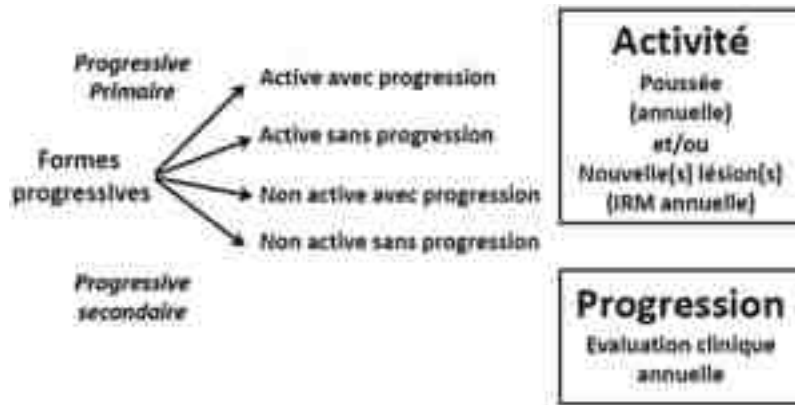 Progressive
Primaire
Formes
progressives
Progressive
secondaire
Active avec progression
Active sans progression
Non active avec progression
Non active sans progression
Activité
Poussée
(annuelle)
et/ou
Nouvelle(s) lésion(s)
(IRM annuelle)
Progression
Evaluation clinique
annuelle